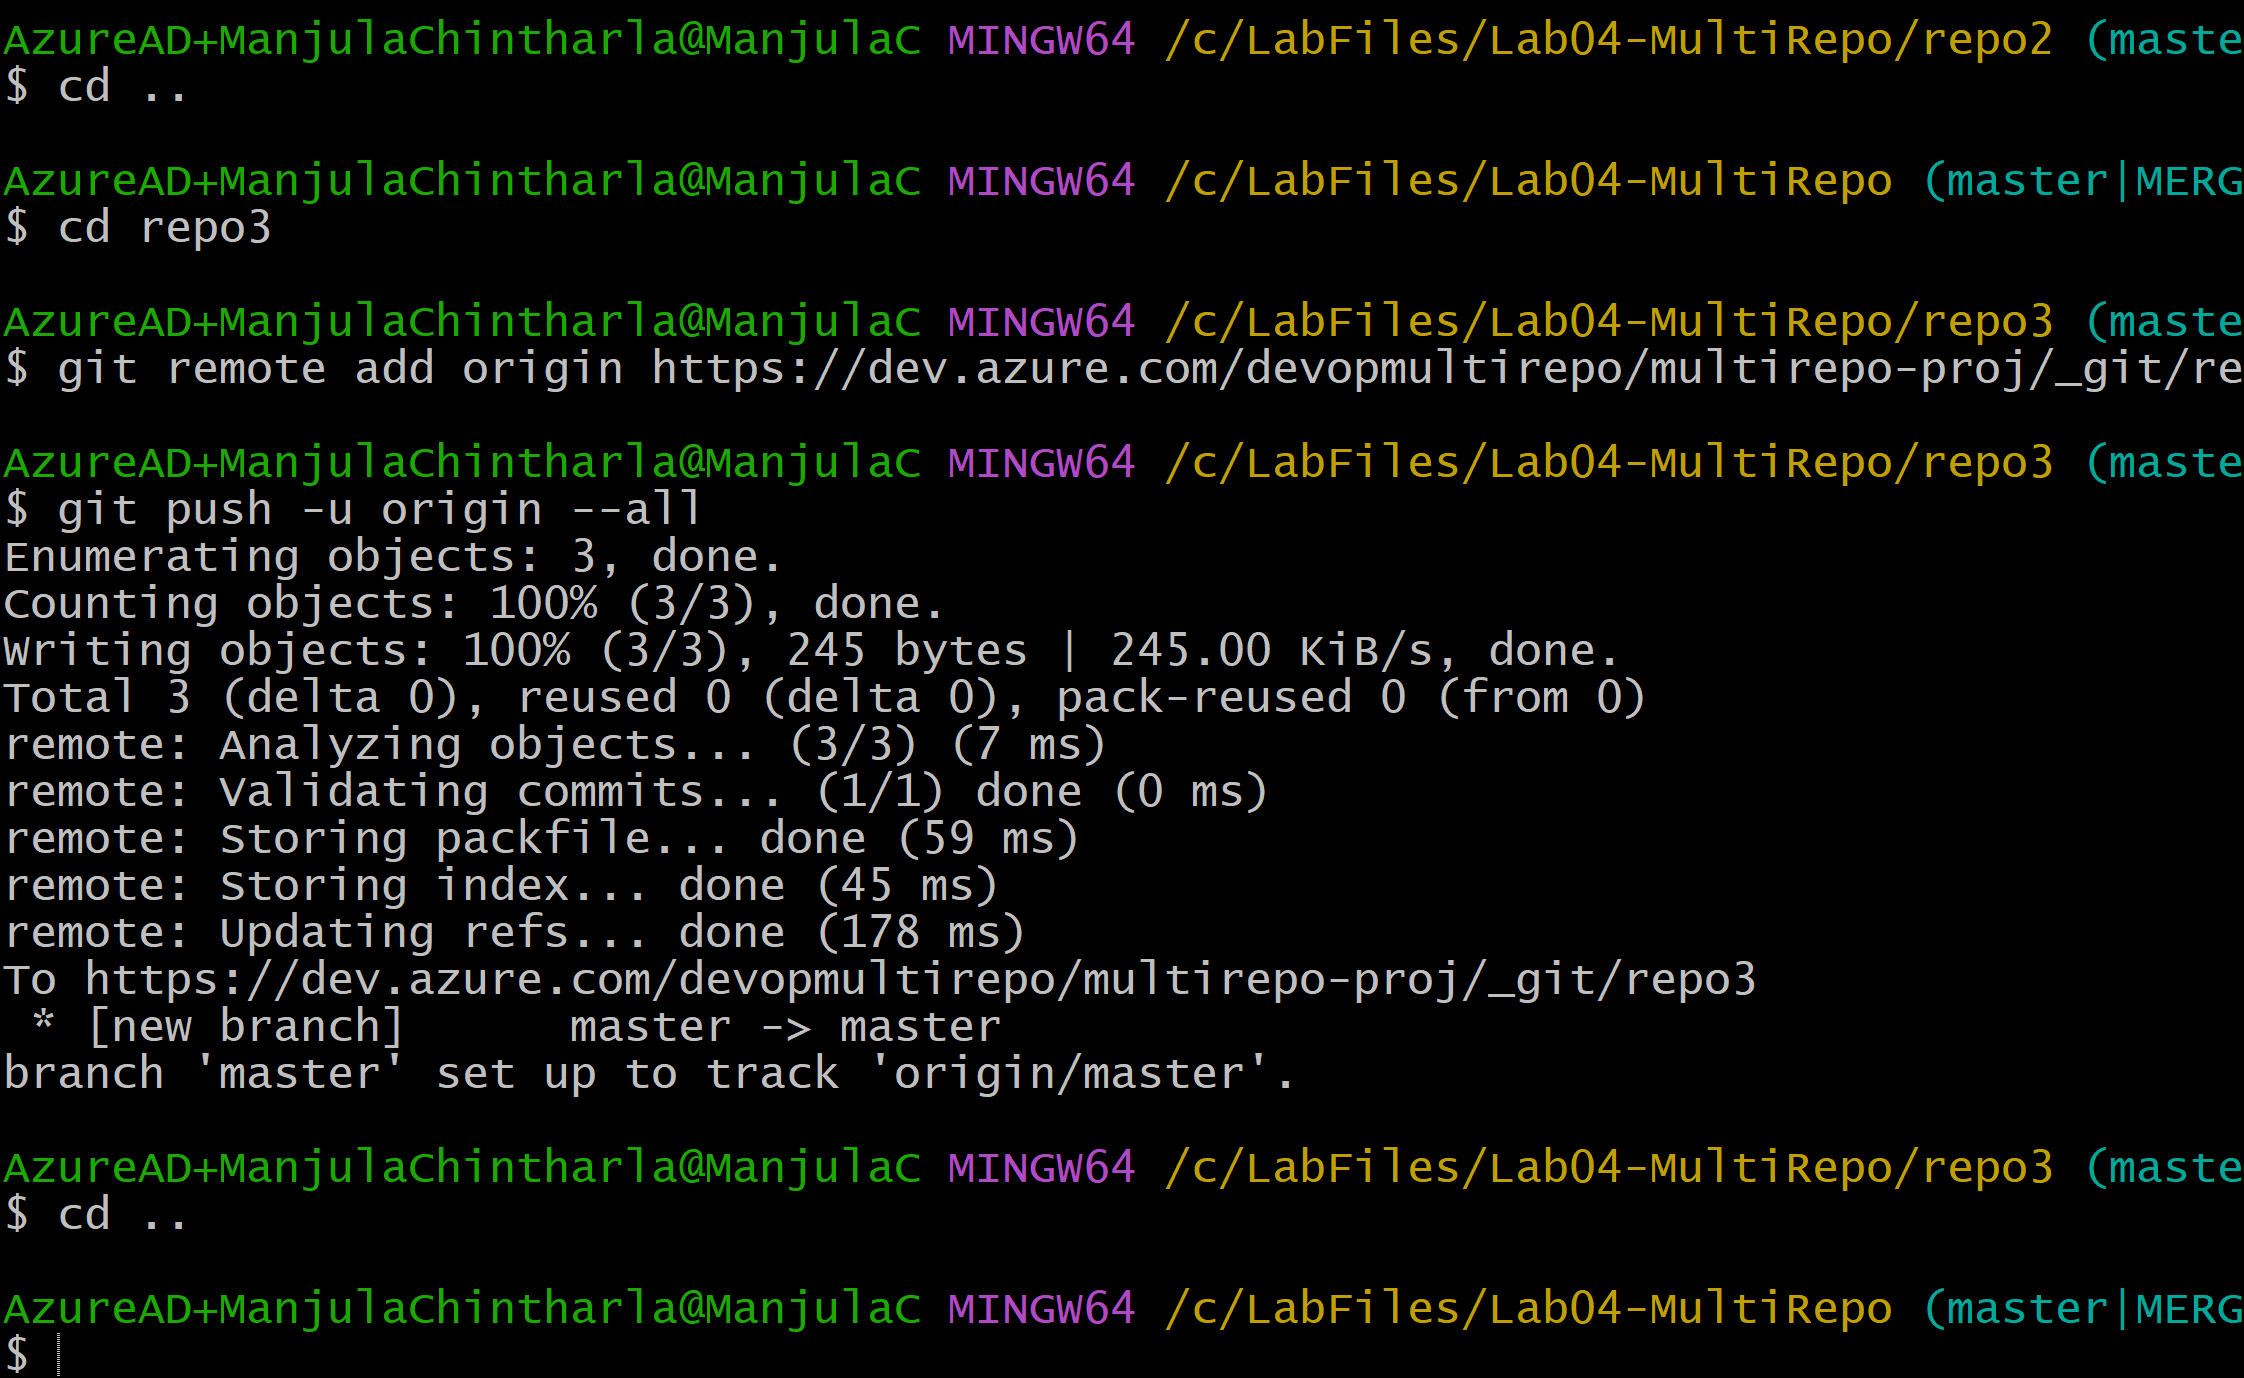 AzureAD+ManjulaChintharla@ManjulaC MINGW64 /c/LabFiles/Lab04-MultiRepo/repo2 (maste
$ cd ..
AzureAD+ManjulaChintharla@ManjulaC MINGW64 /c/LabFiles/Lab04-MultiRepo (master|MERG
$ cd repo3
AzureAD+ManjulaChintharla@ManjulaC MINGW64 /c/LabFiles/Lab04-MultiRepo/repo3 (maste
$ git remote add origin https://dev.azure.com/devopmultirepo/multirepo-proj/_git/re
AzureAD+ManjulaChintharla@ManjulaC MINGW64 /c/LabFiles/Lab04-MultiRepo/repo3 (maste
$ git push -u origin --all
Enumerating objects: 3, done.
Counting objects: 100% (3/3), done.
Writing objects: 100% (3/3), 245 bytes | 245.00 KiB/s, done.
Total 3 (delta 0), reused 0 (delta 0), pack-reused 0 (from 0)
remote: Analyzing objects... (3/3) (7 ms)
remote: Validating commits... (1/1) done (0 ms)
remote: Storing packfile... done (59 ms)
remote: Storing index... done (45 ms)
remote: Updating refs... done (178 ms)
To https://dev.azure.com/devopmultirepo/multirepo-proj/_git/repo3
 * [new branch]      master -> master
branch 'master' set up to track 'origin/master'.
AzureAD+ManjulaChintharla@ManjulaC MINGW64 /c/LabFiles/Lab04-MultiRepo/repo3 (maste
$ cd ..
AzureAD+ManjulaChintharla@ManjulaC MINGW64 /c/LabFiles/Lab04-MultiRepo (master|MERG
$